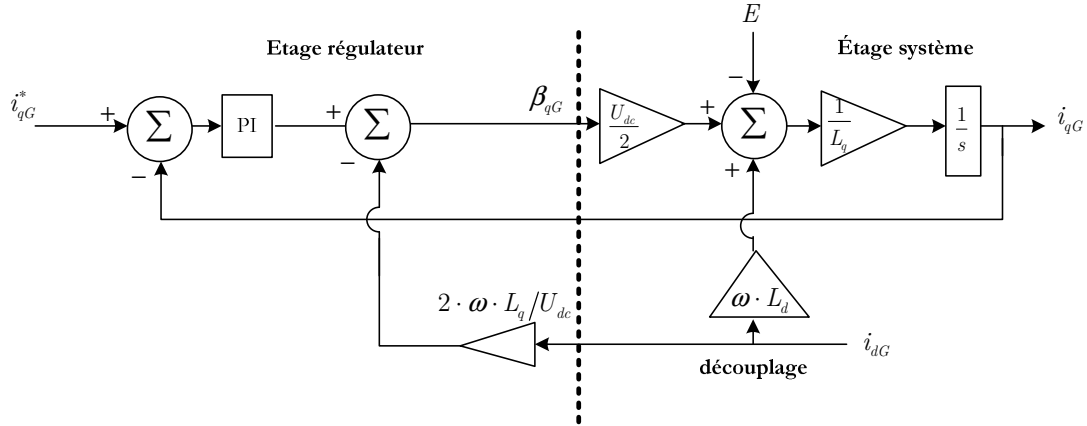 E
Etage régulateur
Étage système
i*qG
+
−
Σ
PI
+
−
Σ
βqG
Udc
2
+
−
+
Σ
1
Lq
1
s
iqG
2 · ω · Lq/Udc
ω · Ld
idG
découplage